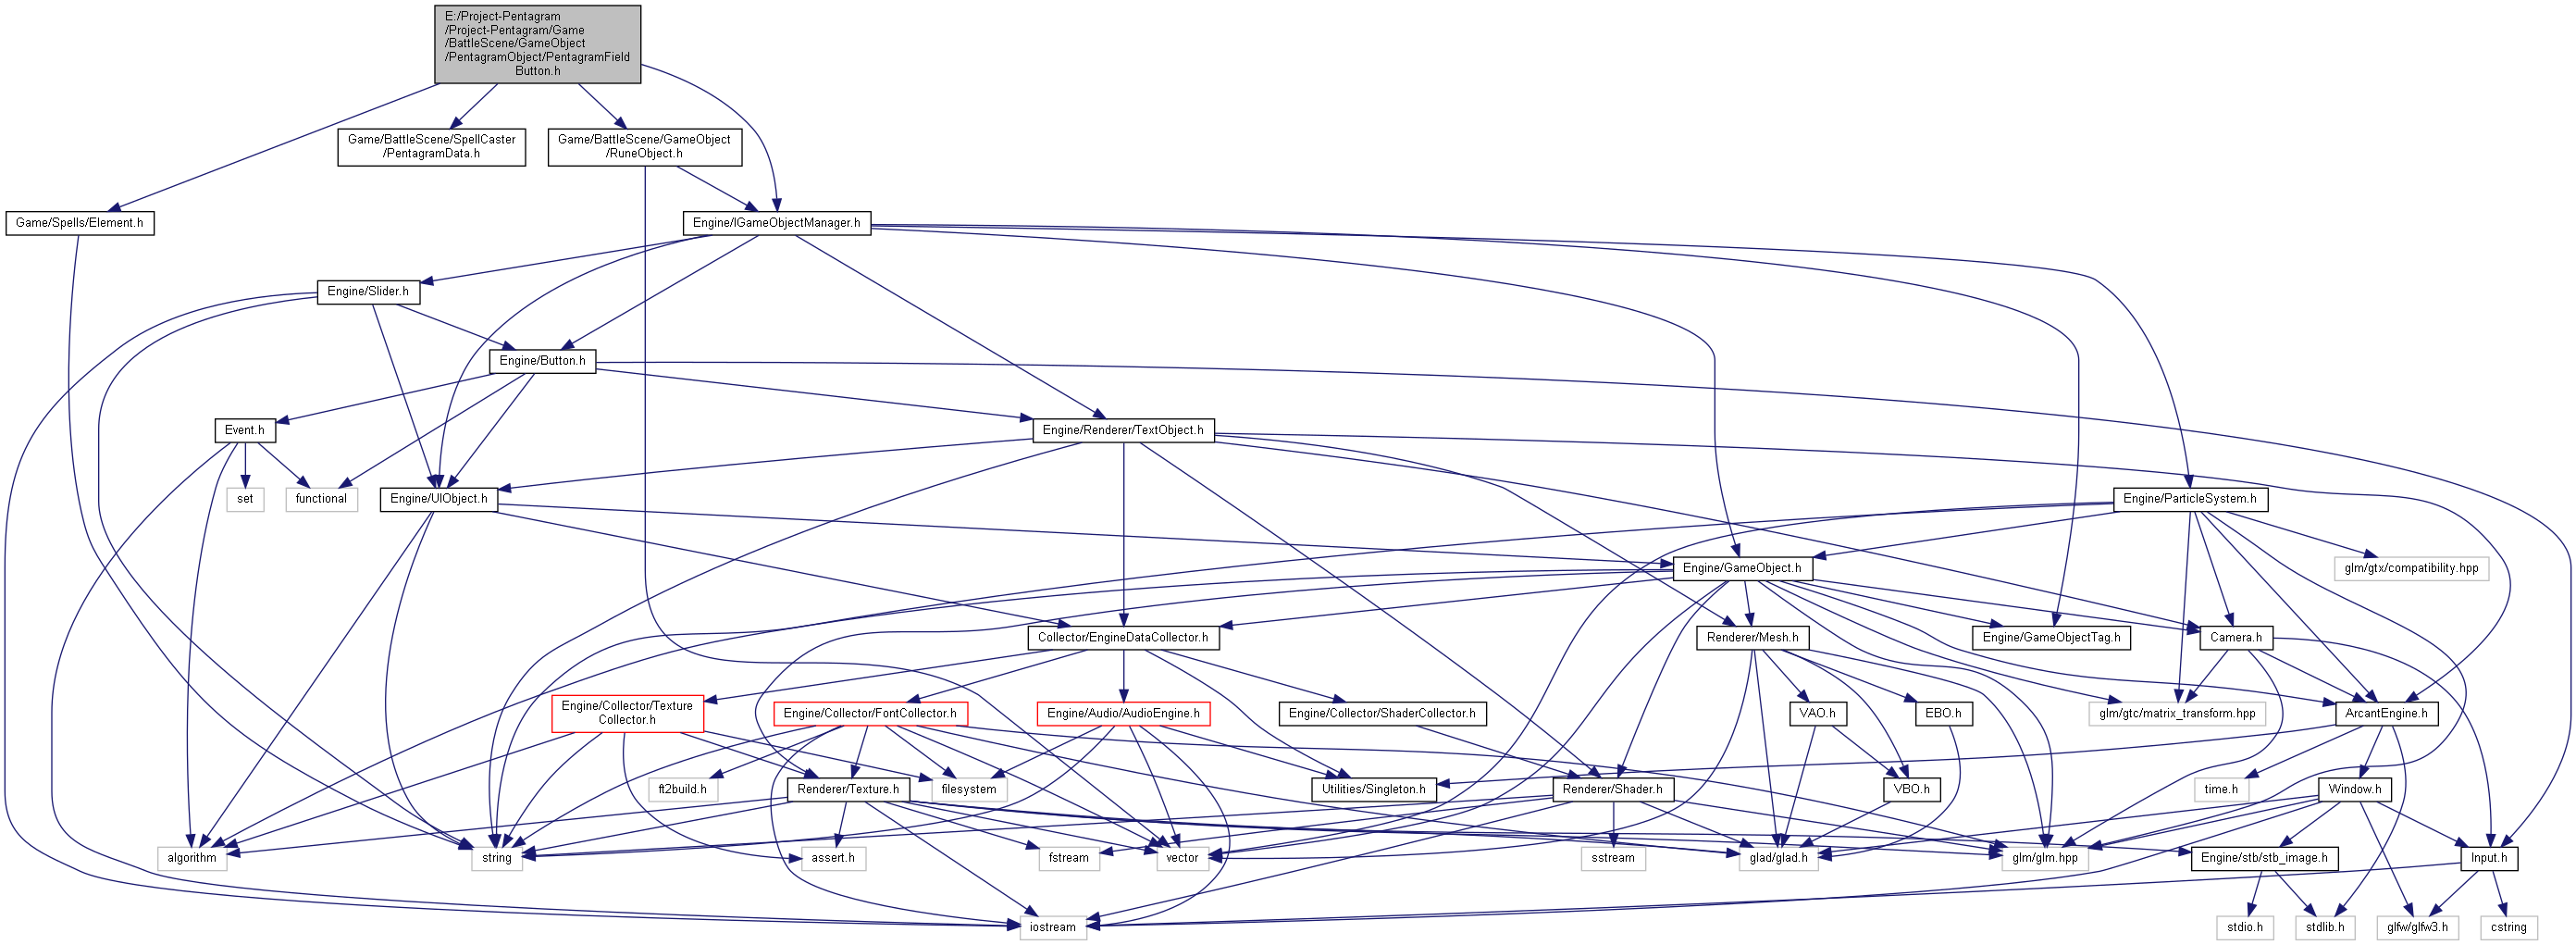 E:/Project-Pentagram
/Project-Pentagram/Game
/BattleScene/GameObject
/PentagramObject/PentagramField
Button.h
Game/BattleScene/SpellCaster
/PentagramData.h
Game/BattleScene/GameObject
/RuneObject.h
Game/Spells/Element.h
Engine/IGameObjectManager.h
Engine/Slider.h
Engine/Button.h
Event.h
Engine/Renderer/TextObject.h
set
functional
Engine/UIObject.h
Engine/ParticleSystem.h
Engine/GameObject.h
glm/gtx/compatibility.hpp
Collector/EngineDataCollector.h
Renderer/Mesh.h
Engine/GameObjectTag.h
Camera.h
Engine/Collector/Texture
Collector.h
Engine/Collector/FontCollector.h
Engine/Audio/AudioEngine.h
Engine/Collector/ShaderCollector.h
VAO.h
EBO.h
glm/gtc/matrix_transform.hpp
ArcantEngine.h
ft2build.h
Renderer/Texture.h
filesystem
Utilities/Singleton.h
Renderer/Shader.h
VBO.h
time.h
Window.h
algorithm
string
assert.h
fstream
vector
sstream
glad/glad.h
glm/glm.hpp
Engine/stb/stb_image.h
Input.h
iostream
stdio.h
stdlib.h
glfw/glfw3.h
cstring